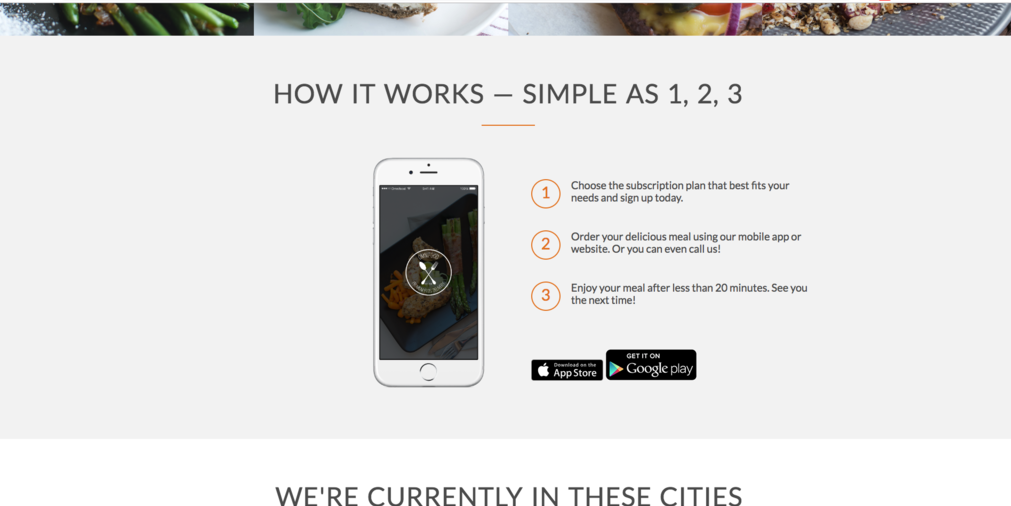 HOW IT WORKS — SIMPLE AS 1, 2, 3
1
Choose the subscription plan that best fits your
needs and sign up today.
2
Order your delicious meal using our mobile app or
website. Or you can even call us!
3
Enjoy your meal after less than 20 minutes. See you
the next time!
Download on the
App Store
GET IT ON
Google play
WE'RE CURRENTLY IN THESE CITIES